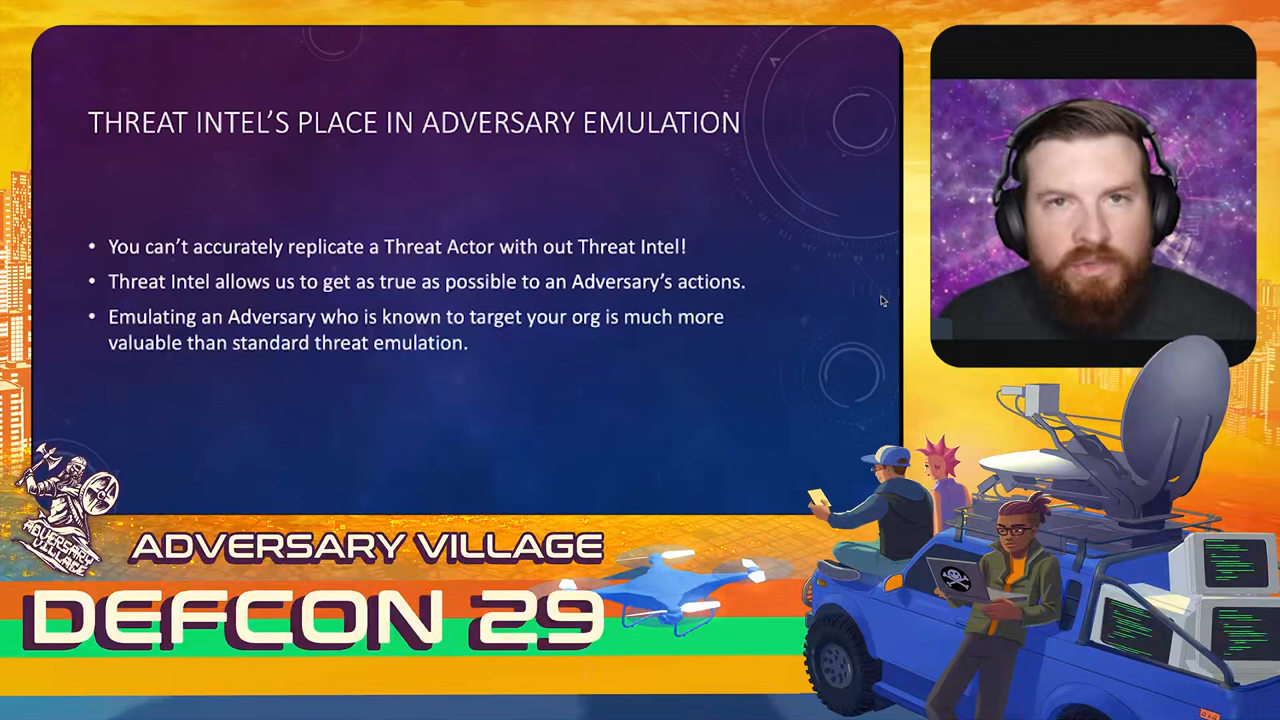 THREAT INTEL'S PLACE IN ADVERSARY EMULATION
• You can't accurately replicate a Threat Actor with out Threat Intel!
• Threat Intel allows us to get as true as possible to an Adversary's actions.
• Emulating an Adversary who is known to target your org is much more
valuable than standard threat emulation.
ADVERSARY
VILLAGE
ADVERSARY VILLAGE
DEFCON 29